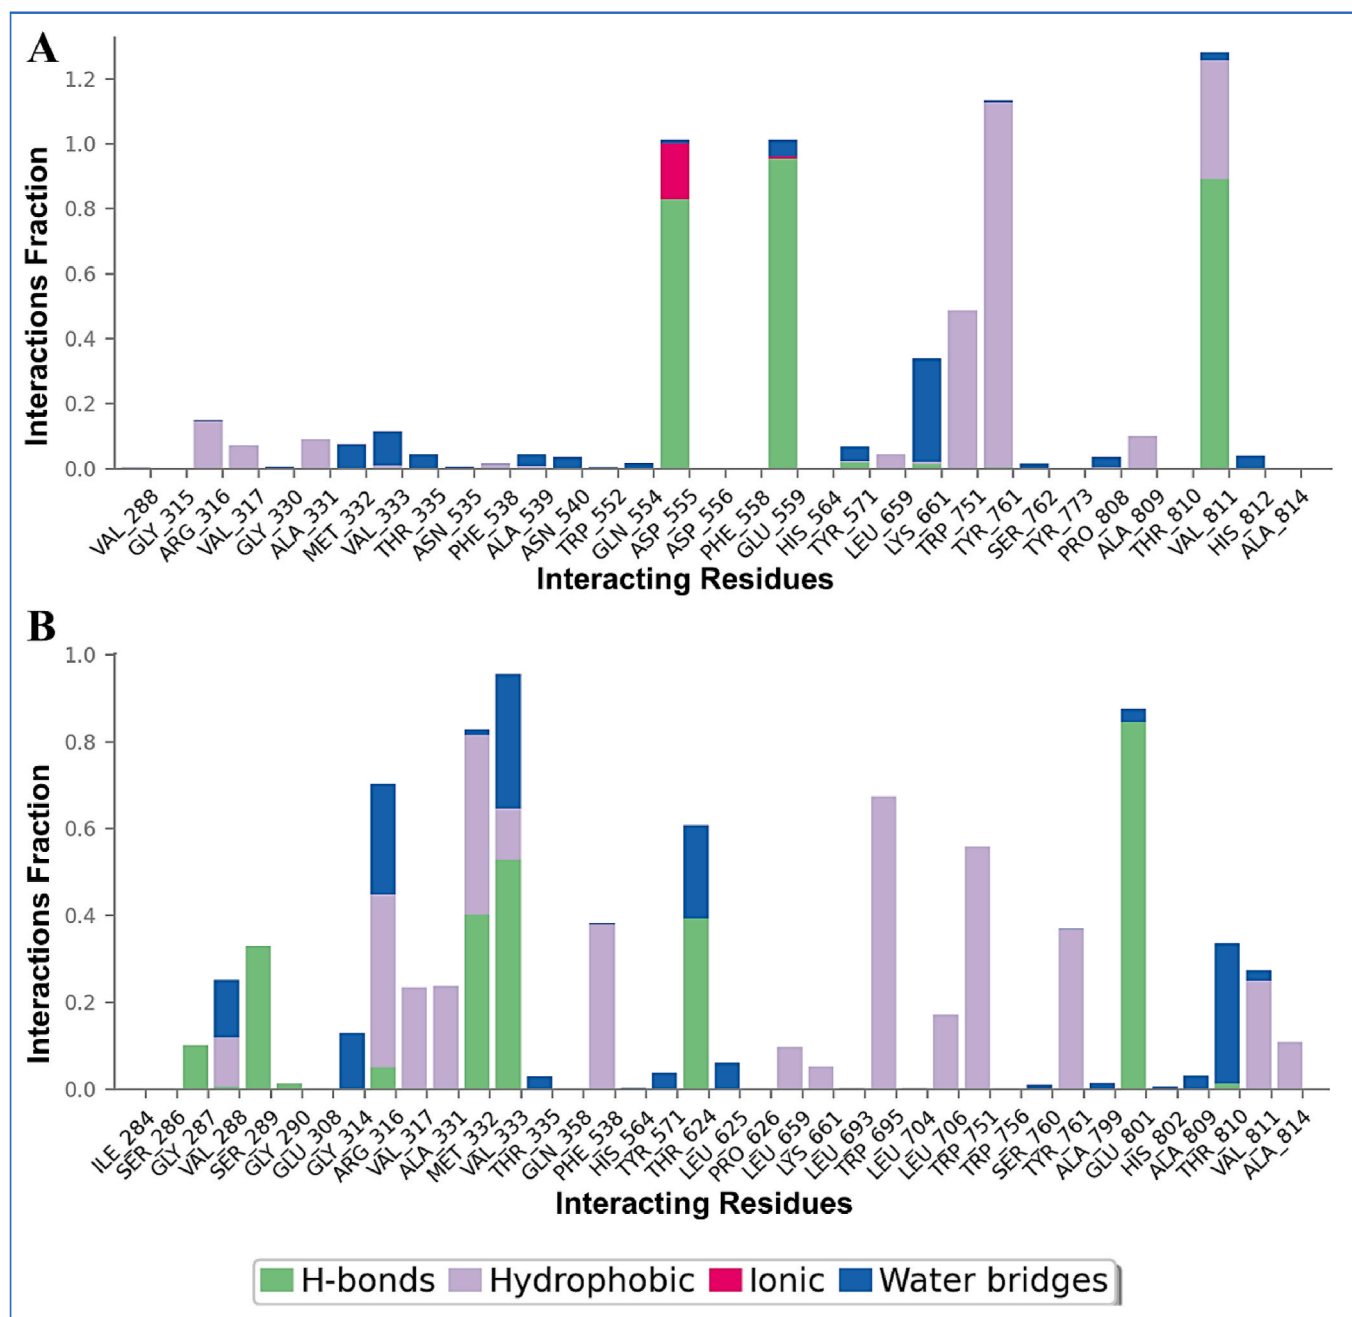 A
Interactions Fraction
1.2
1.0
0.8
0.6
0.4
0.2
0.0
VAL_288
GLY_315
ARG_316
VAL_317
GLY_330
ALA_331
MET_332
VAL_333
THR_335
ASN_535
PHE_538
ALA_539
ASN_540
TRP_552
GLN_554
ASP_555
ASP_556
PHE_558
GLU_559
HIS_564
TYR_571
LEU_659
LYS_661
TRP_751
TYR_761
SER_762
TYR_773
PRO_808
ALA_809
THR_810
VAL_811
HIS_812
ALA_814
Interacting Residues
B
Interactions Fraction
1.0
0.8
0.6
0.4
0.2
0.0
ILE_284
SER_286
GLY_287
VAL_288
SER_289
GLY_290
GLU_308
GLY_314
ARG_316
VAL_317
ALA_331
MET_332
VAL_333
THR_335
GLN_358
PHE_538
HIS_564
TYR_571
THR_624
LEU_625
PRO_626
LEU_659
LYS_661
LEU_693
TRP_695
LEU_704
LEU_706
TRP_751
TRP_756
SER_760
TYR_761
ALA_799
GLU_801
HIS_802
ALA_809
THR_810
VAL_811
ALA_814
Interacting Residues
H-bonds Hydrophobic Ionic Water bridges